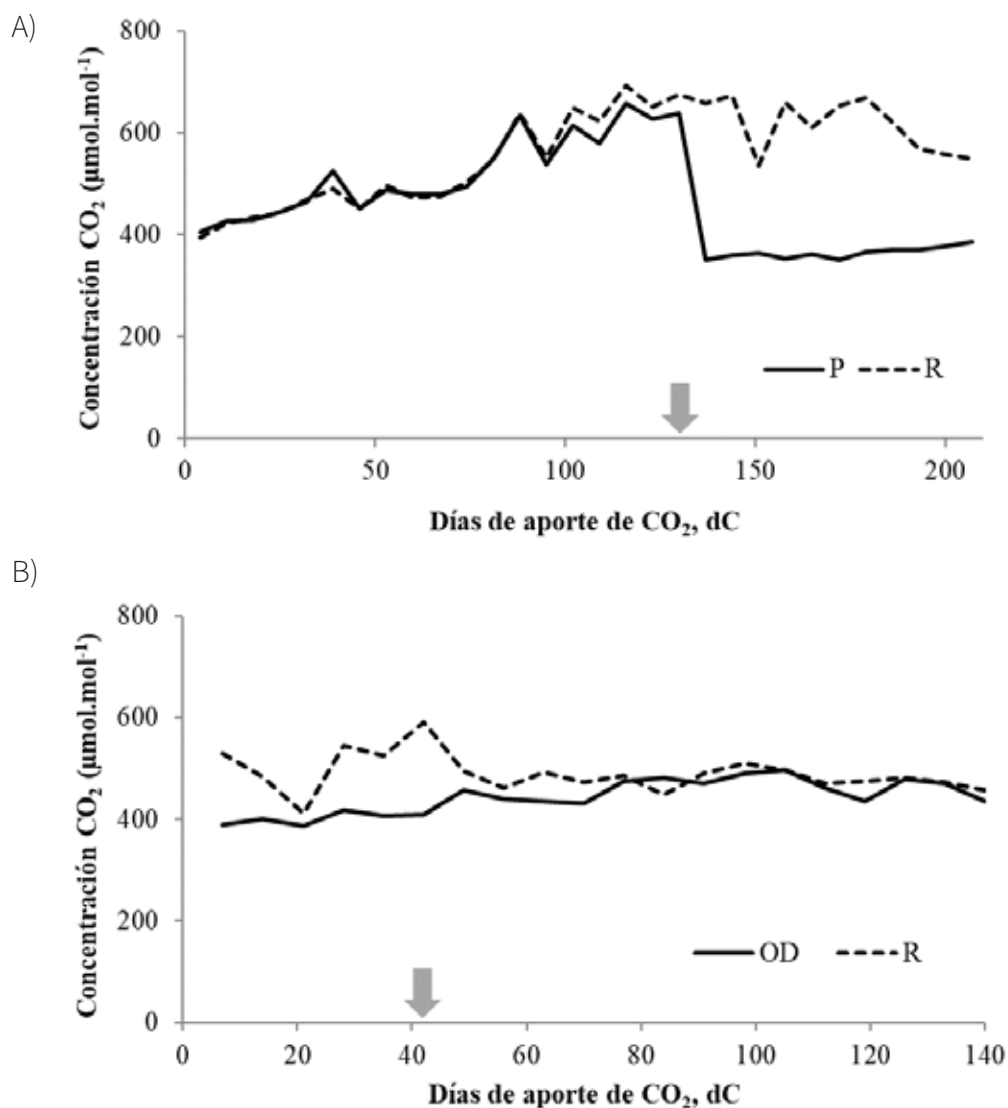 A)
Concentración CO₂ (µmol.mol⁻¹)
800
600
400
200
0
P
R
0 50 100 150 200
Días de aporte de CO₂, dC
B)
Concentración CO₂ (µmol.mol⁻¹)
800
600
400
200
0
OD
R
0 20 40 60 80 100 120 140
Días de aporte de CO₂, dC